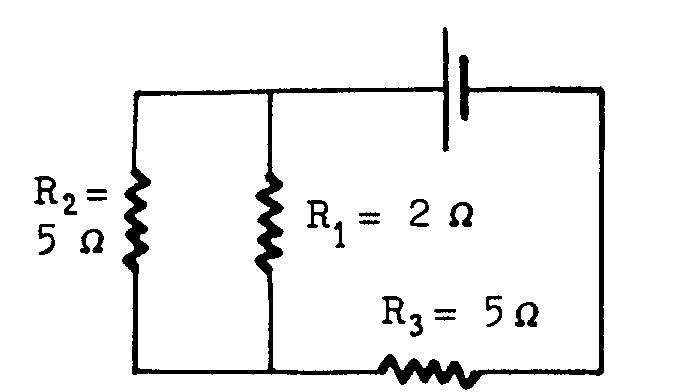 R₂ =
5 Ω
R₁ = 2 Ω
R₃ = 5 Ω